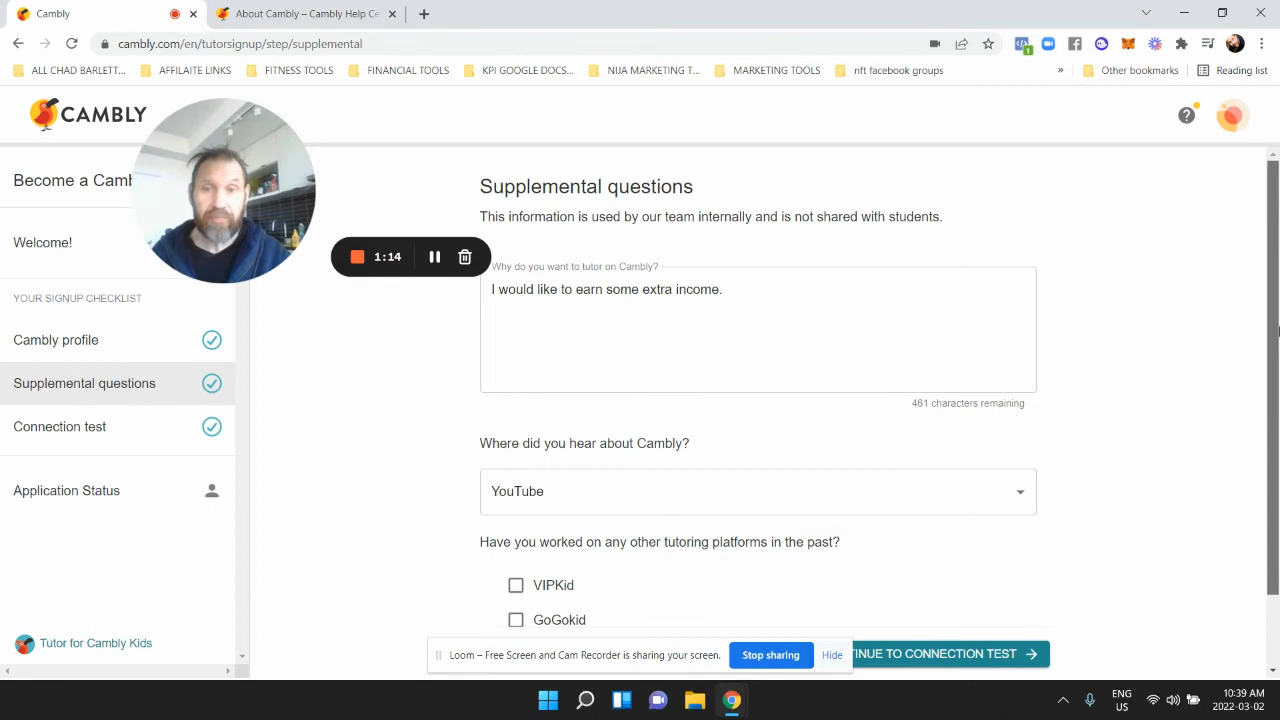 Cambly
About Cambly – Cambly Help Ce
cambly.com/en/tutorsignup/step/supplemental
1
ALL CHAD BARLETT...
AFFILAITE LINKS
FITNESS TOOLS
FINANCIAL TOOLS
KPI GOOGLE DOCS...
NIJA MARKETING T...
MARKETING TOOLS
nft facebook groups
»
Other bookmarks
Reading list
CAMBLY
Become a Camb
Welcome!
YOUR SIGNUP CHECKLIST
Cambly profile
Supplemental questions
Connection test
Application Status
Tutor for Cambly Kids
1:14
Supplemental questions
This information is used by our team internally and is not shared with students.
Why do you want to tutor on Cambly?
I would like to earn some extra income.
461 characters remaining
Where did you hear about Cambly?
YouTube
Have you worked on any other tutoring platforms in the past?
VIPKid
GoGokid
Loom – Free Screen and Cam Recorder is sharing your screen.
Stop sharing
Hide
TINUE TO CONNECTION TEST
ENG
US
10:39 AM
2022-03-02